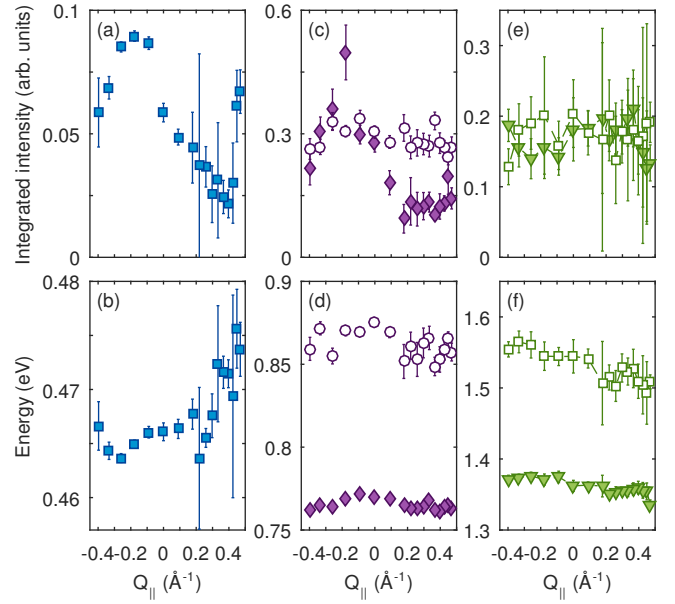 Integrated intensity (arb. units)
(a)
0.10
0.05
0
(c)
0.6
0.3
0
(e)
0.3
0.2
0.1
0
Energy (eV)
(b)
0.48
0.47
0.46
(d)
0.9
0.85
0.8
0.75
(f)
1.6
1.5
1.4
1.3
-0.4 -0.2 0 0.2 0.4
-0.4 -0.2 0 0.2 0.4
-0.4 -0.2 0 0.2 0.4
Q|| (Å-1)
Q|| (Å-1)
Q|| (Å-1)